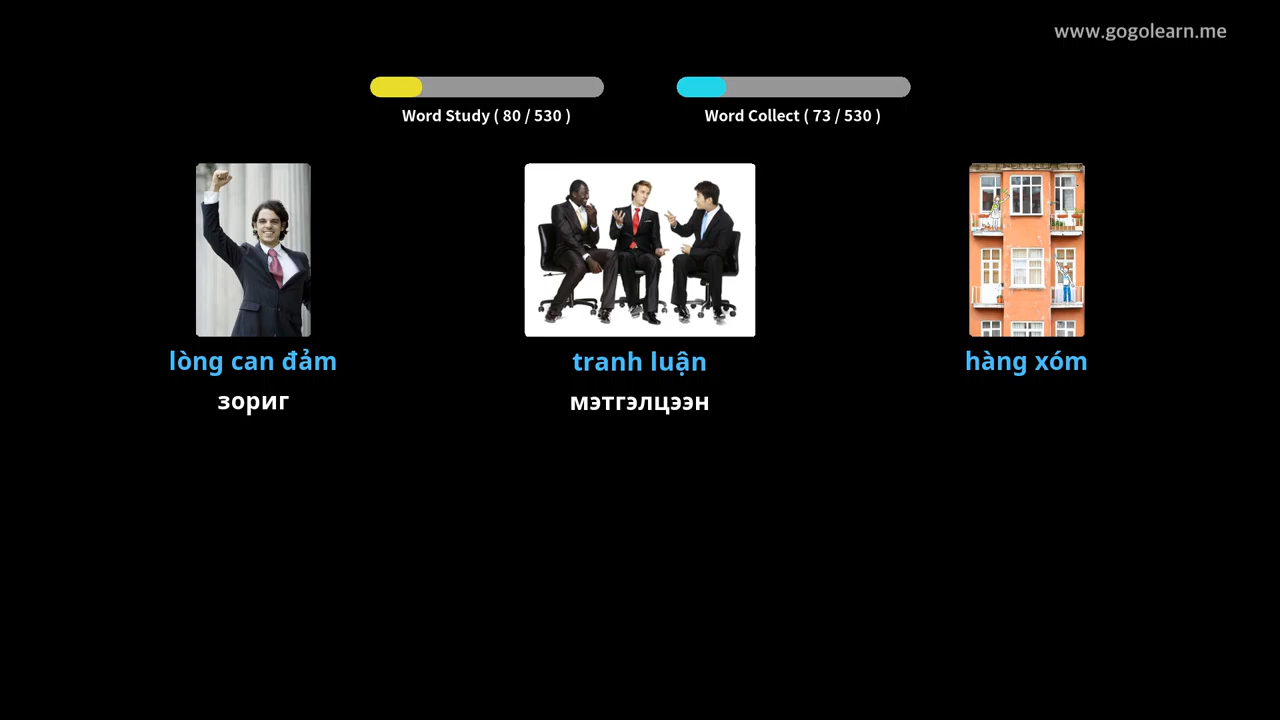 www.gogolearn.me
Word Study ( 80 / 530 )
Word Collect ( 73 / 530 )
lòng can đảm
зориг
tranh luận
мэтгэлцээн
hàng xóm